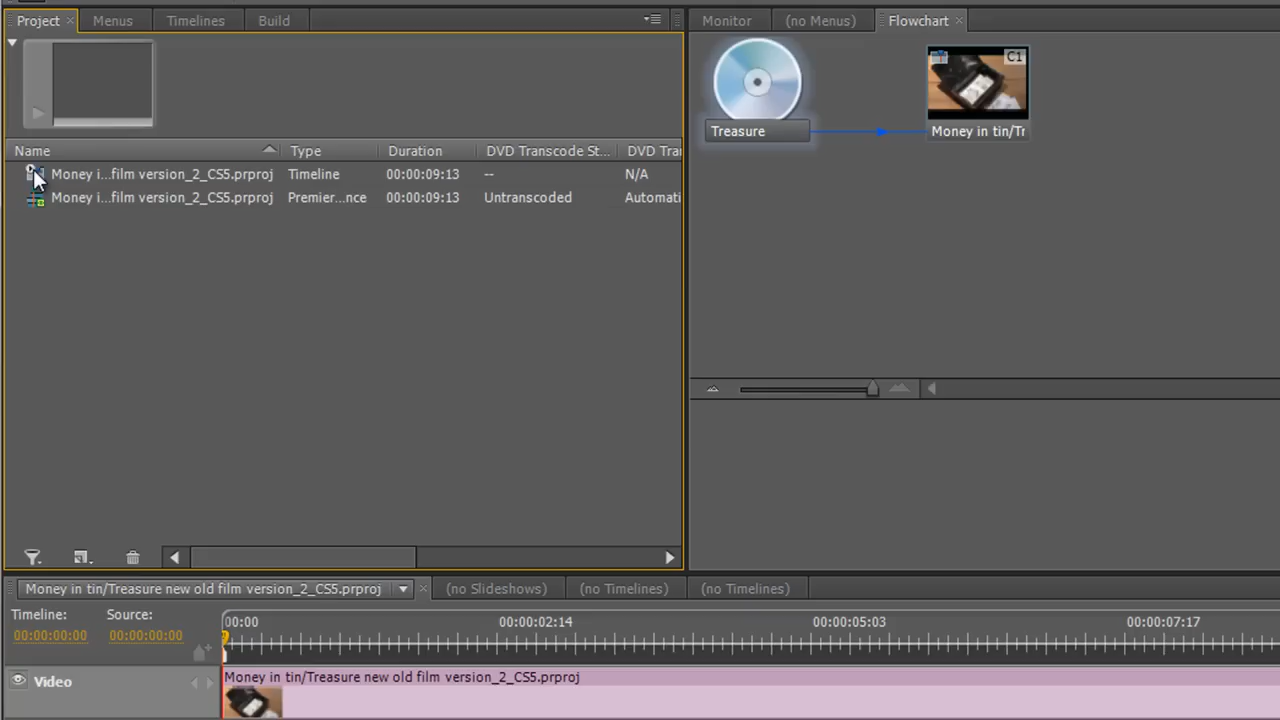 Project Menus Timelines Build
Monitor (no Menus) Flowchart
C1
Treasure Money in tin/Tr
Name Type Duration DVD Transcode St... DVD Tra
Money i...film version_2_CS5.prproj Timeline 00:00:09:13 -- N/A
Money i...film version_2_CS5.prproj Premier...nce 00:00:09:13 Untranscoded Automati
Money in tin/Treasure new old film version_2_CS5.prproj (no Slideshows) (no Timelines) (no Timelines)
Timeline: Source: 00:00 00:00:02:14 00:00:05:03 00:00:07:17
00:00:00:00 00:00:00:00
Video Money in tin/Treasure new old film version_2_CS5.prproj